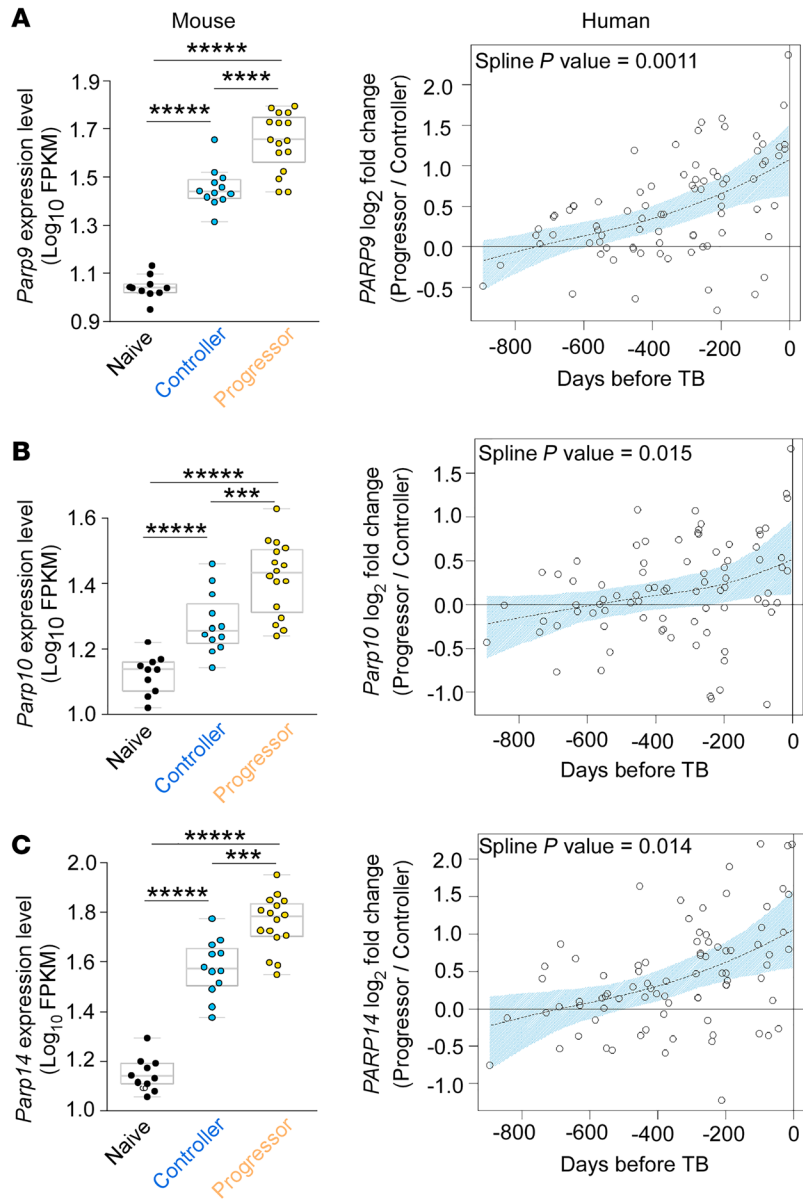 A
Mouse
Human
*****
****
*****
1.9
1.7
1.5
1.3
1.1
0.9
Parp9 expression level
(Log10 FPKM)
Naive
Controller
Progressor
Spline P value = 0.0011
2.0
1.5
1.0
0.5
0.0
-0.5
PARP9 log2 fold change
(Progressor / Controller)
-800 -600 -400 -200 0
Days before TB
B
*****
***
*****
1.6
1.4
1.2
1.0
Parp10 expression level
(Log10 FPKM)
Naive
Controller
Progressor
Spline P value = 0.015
1.5
1.0
0.5
0.0
-0.5
-1.0
Parp10 log2 fold change
(Progressor / Controller)
-800 -600 -400 -200 0
Days before TB
C
*****
***
*****
2.0
1.8
1.6
1.4
1.2
1.0
Parp14 expression level
(Log10 FPKM)
Naive
Controller
Progressor
Spline P value = 0.014
2.0
1.5
1.0
0.5
0.0
-0.5
-1.0
PARP14 log2 fold change
(Progressor / Controller)
-800 -600 -400 -200 0
Days before TB